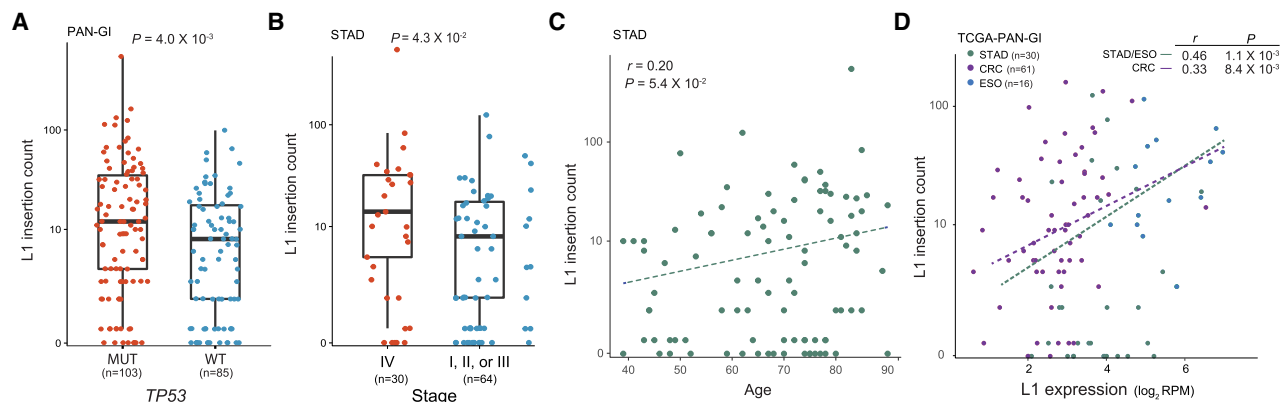 A
PAN-GI
P = 4.0 X 10-3
L1 insertion count
100
10
0
MUT
(n=103)
WT
(n=85)
TP53
B
STAD
P = 4.3 X 10-2
L1 insertion count
100
10
0
IV
(n=30)
I, II, or III
(n=64)
Stage
C
STAD
r = 0.20
P = 5.4 X 10-2
L1 insertion count
100
10
0
40 50 60 70 80 90
Age
D
TCGA-PAN-GI
STAD (n=30)
CRC (n=61)
ESO (n=16)
r P
STAD/ESO 0.46 1.1 X 10-3
CRC 0.33 8.4 X 10-3
L1 insertion count
100
10
0
2 4 6
L1 expression (log2 RPM)